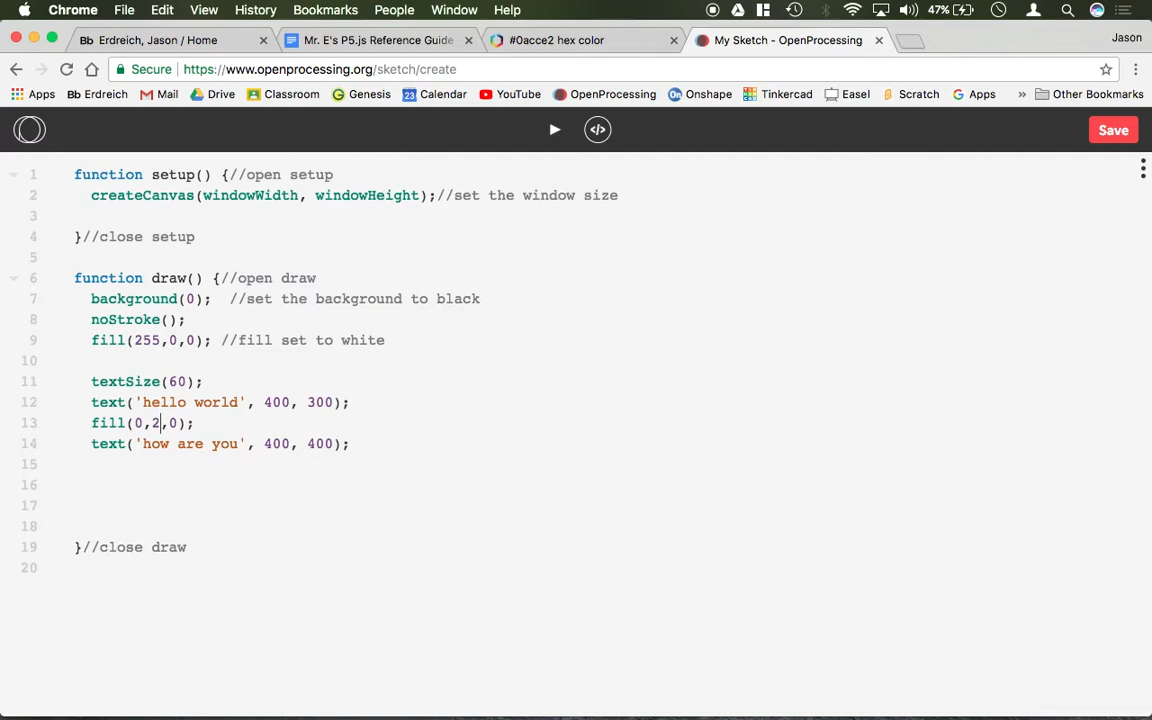 Chrome File Edit View History Bookmarks People Window Help 47%
Bb Erdreich, Jason / Home Mr. E's P5.js Reference Guide #0acce2 hex color My Sketch - OpenProcessing Jason
Secure https://www.openprocessing.org/sketch/create
Apps Bb Erdreich Mail Drive Classroom Genesis 23 Calendar YouTube OpenProcessing On Onshape Tinkercad Easel Scratch Apps » Other Bookmarks
</> Save
1 function setup() {//open setup
2 createCanvas(windowWidth, windowHeight);//set the window size
3
4 }//close setup
5
6 function draw() {//open draw
7 background(0); //set the background to black
8 noStroke();
9 fill(255,0,0); //fill set to white
10
11 textSize(60);
12 text('hello world', 400, 300);
13 fill(0,2,0);
14 text('how are you', 400, 400);
15
16
17
18
19 }//close draw
20